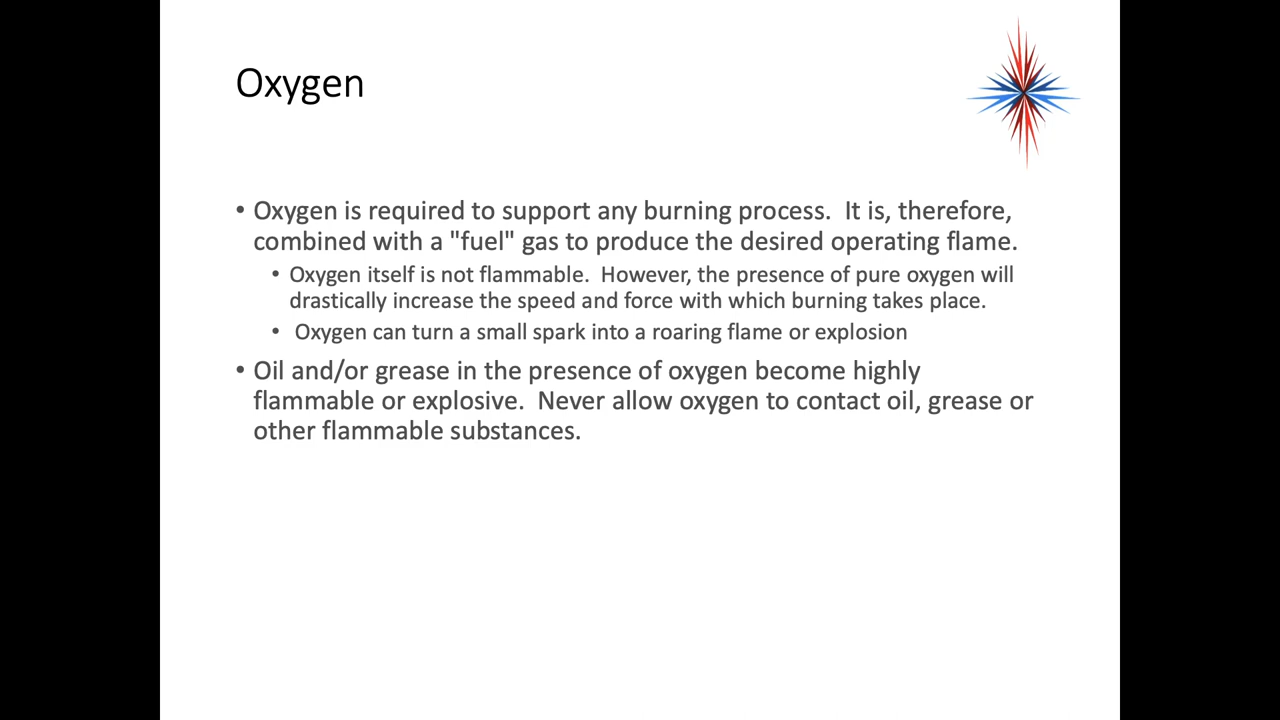 Oxygen
• Oxygen is required to support any burning process.  It is, therefore,
combined with a "fuel" gas to produce the desired operating flame.
• Oxygen itself is not flammable.  However, the presence of pure oxygen will
drastically increase the speed and force with which burning takes place.
• Oxygen can turn a small spark into a roaring flame or explosion
• Oil and/or grease in the presence of oxygen become highly
flammable or explosive.  Never allow oxygen to contact oil, grease or
other flammable substances.